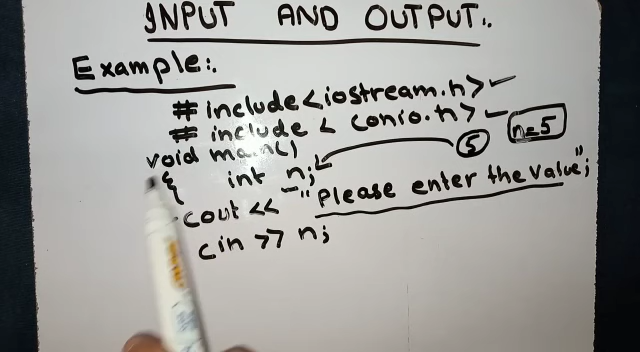 INPUT AND OUTPUT:.
Example:.
# include<iostream.h>
# include < conio.h>
n=5
void main()
5
{ int n;
cout << "Please enter the value";
cin >> n;